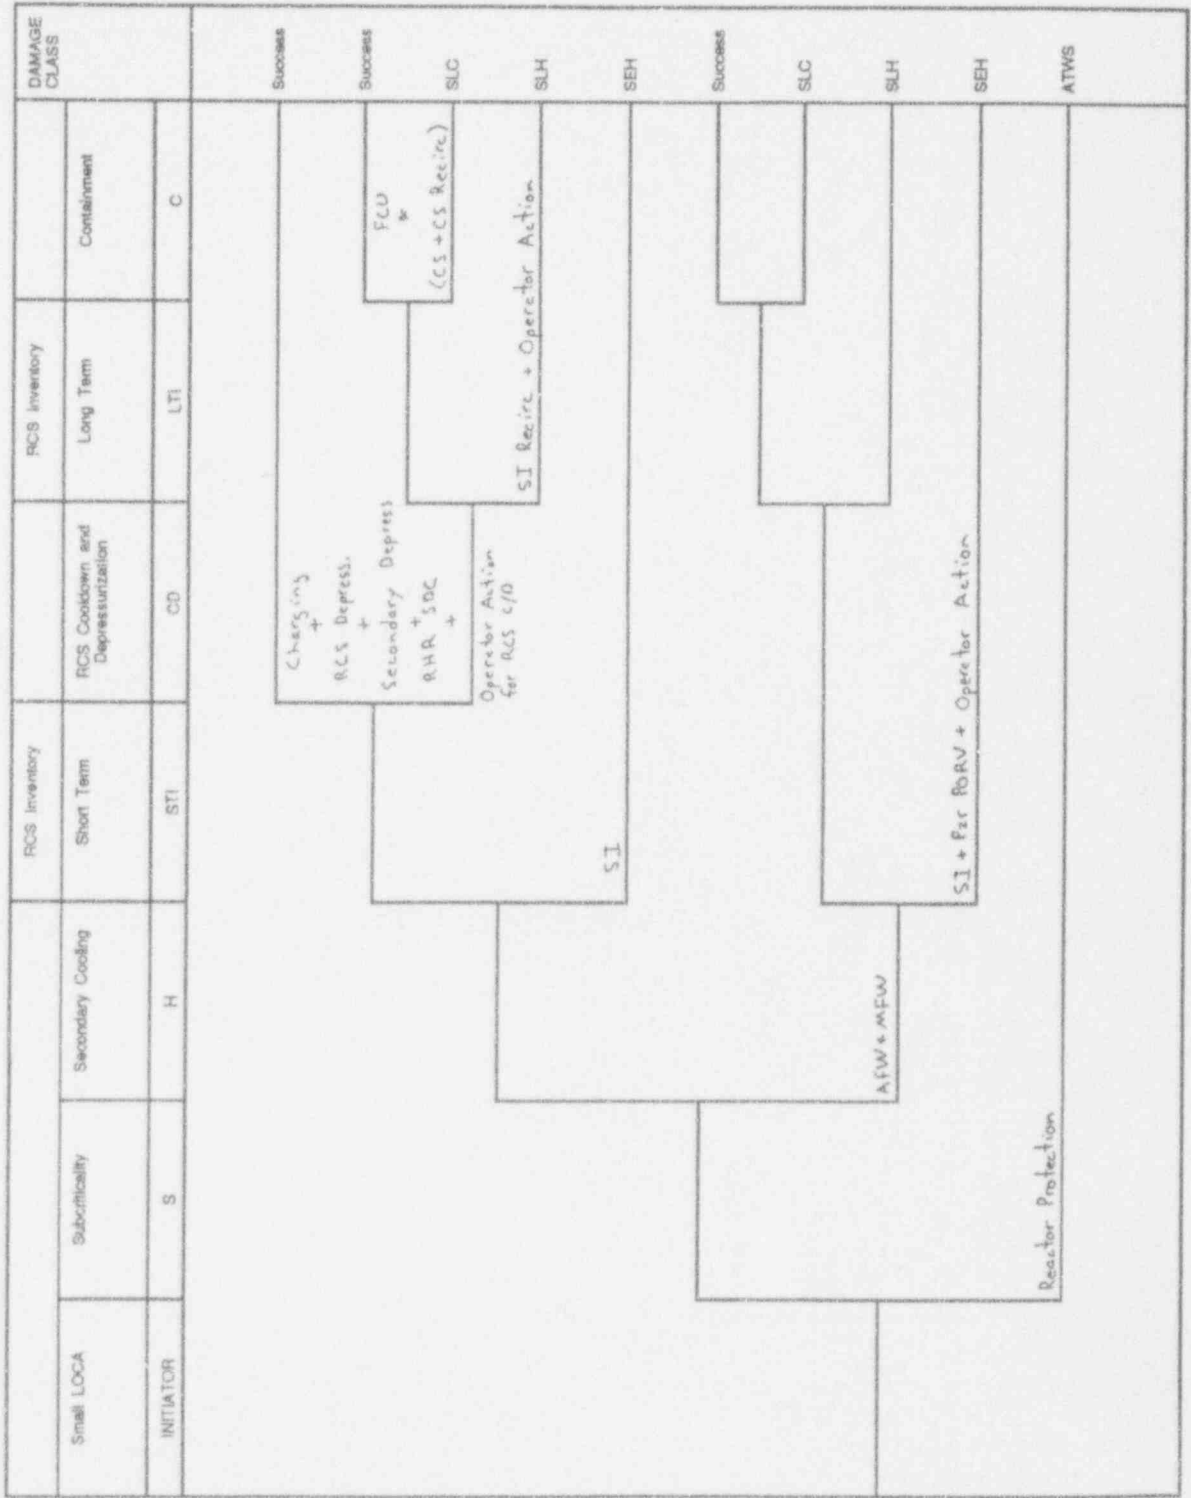 Small LOCA
INITIATOR
Subcriticality
S
Secondary Cooling
H
RCS Inventory
Short Term
STI
RCS Cooldown and
Depressurization
CD
RCS Inventory
Long Term
LTI
Containment
C
DAMAGE
CLASS
Success
Success
SLC
SLH
SEH
Success
SLC
SLH
SEH
ATWS
Charging
+
RCS Depress.
+
Secondary Depress
+
RHR SDC
+
Operator Action
for RCS C/D
FCU
or
(CS + CS Recirc)
SI Recirc + Operator Action
SI
AFW + MFW
SI + Pzr PORV + Operator Action
Reactor Protection